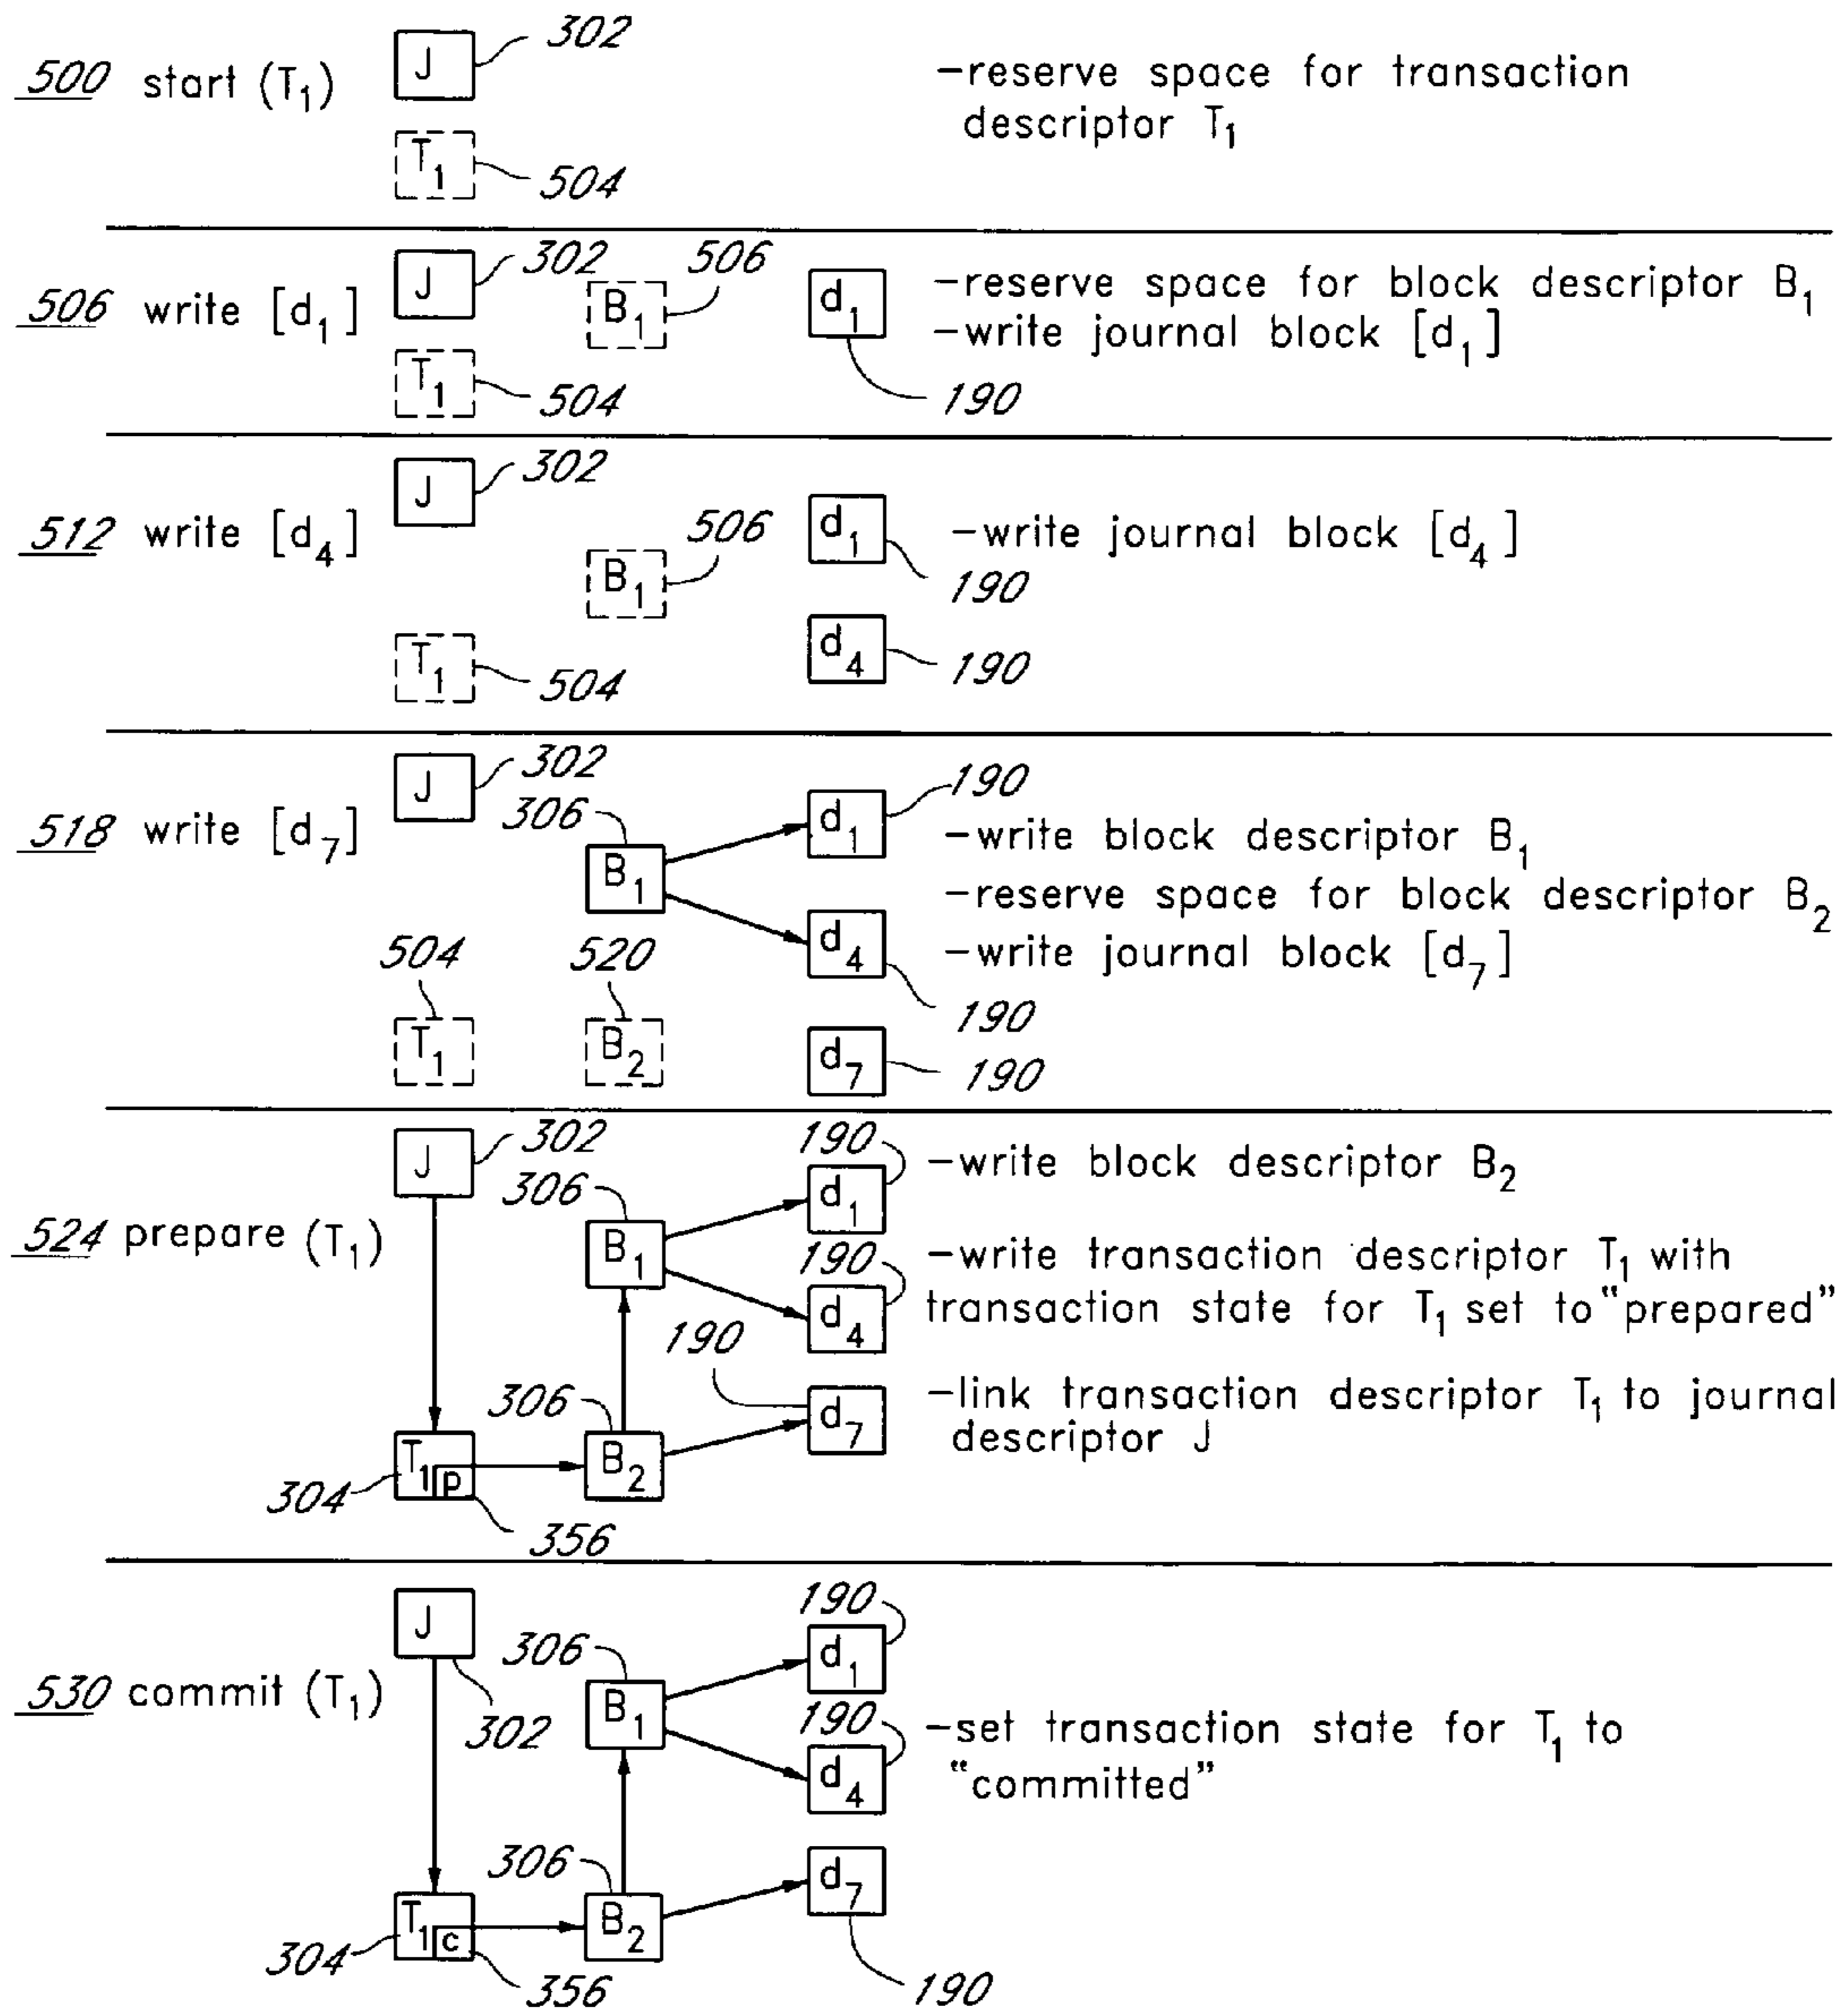 500 start (T1) J 302 -reserve space for transaction
descriptor T1
T1 504
506 write [d1] J 302 B1 506 d1 -reserve space for block descriptor B1
-write journal block [d1]
T1 504 190
512 write [d4] J 302 B1 506 d1 -write journal block [d4]
190
T1 504 d4 190
518 write [d7] J 302 306 B1 d1 190
-write block descriptor B1
-reserve space for block descriptor B2
504 520 d4 -write journal block [d7]
190
T1 B2 d7 190
524 prepare (T1) J 302 306 B1 190 d1 -write block descriptor B2
190 d4 -write transaction descriptor T1 with
transaction state for T1 set to "prepared"
190 d7 -link transaction descriptor T1 to journal
descriptor J
304 T1 p 306 B2
356
530 commit (T1) J 302 306 B1 190 d1
190 d4 -set transaction state for T1 to
"committed"
304 T1 c 306 B2 d7
356 190